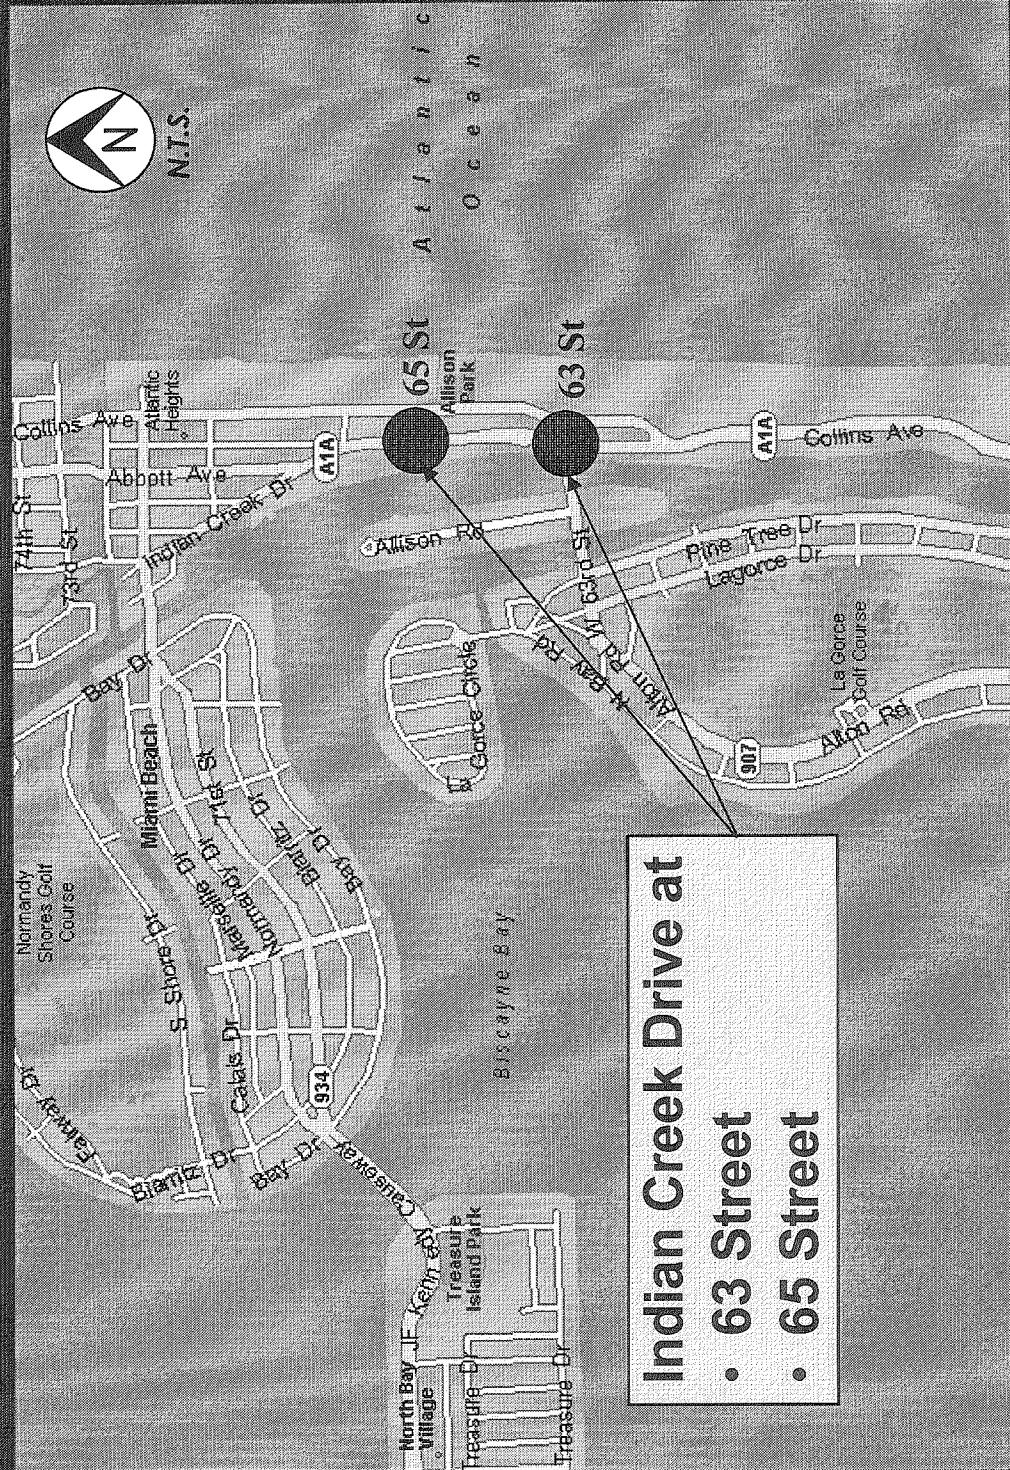 N
N.T.S.
Atlantic
Ocean
Normandy
Shores Golf
Course
74th St
73rd St
Collins Ave
Atlantic
Heights
Abbott Ave
Indian Creek Dr
A1A
65 St
Allison
Park
63 St
A1A
Collins Ave
Allison Rd
W 63rd St
Pine Tree Dr
Lagorce Dr
La Gorce
Golf Course
Alton Rd
N Bay Rd
Alton Rd
907
Gorce Circle
Bay Dr
Miami Beach
71st St
Biarritz Dr
Bay Dr
Normandy Dr
Marseille Dr
S Shore Dr
Calais Dr
934
Fairway Dr
Biarritz Dr
Bay Dr
Causeway
Biscayne Bay
JF Kennedy
Treasure
Island Park
North Bay
Village
Treasure Dr
Treasure Dr
Indian Creek Drive at
• 63 Street
• 65 Street